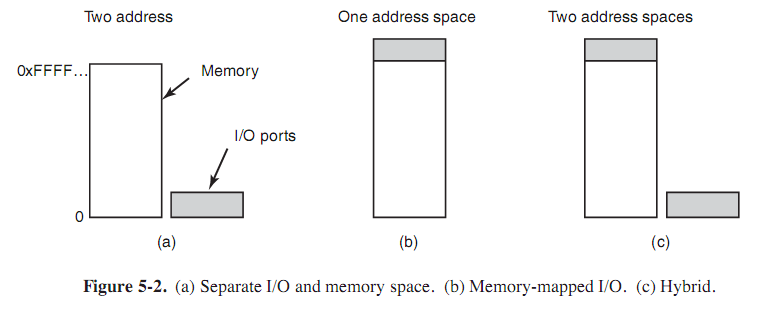 Two address
One address space
Two address spaces
0xFFFF…
Memory
I/O ports
0
(a)
(b)
(c)
Figure 5-2. (a) Separate I/O and memory space. (b) Memory-mapped I/O. (c) Hybrid.